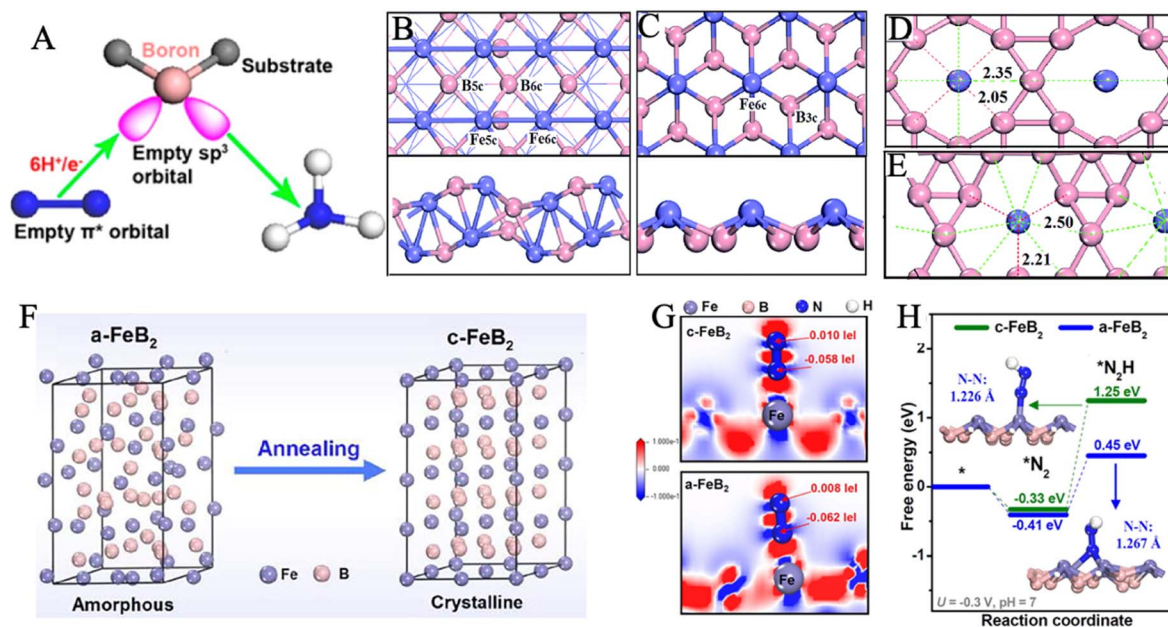 A
Boron
Substrate
6H⁺/e⁻
Empty sp³
orbital
Empty π* orbital
B
B5c
B6c
Fe5c
Fe6c
C
Fe6c
B3c
D
2.35
2.05
E
2.50
2.21
F
a-FeB₂
c-FeB₂
Annealing
Fe
B
Amorphous
Crystalline
G
Fe
B
N
H
c-FeB₂
0.010 IeI
-0.058 IeI
Fe
1.000e-1
0.000
-1.000e-1
a-FeB₂
0.008 IeI
-0.062 IeI
Fe
H
c-FeB₂
a-FeB₂
Free energy (eV)
2
1
0
-1
N-N:
1.226 Å
*N₂H
1.25 eV
0.45 eV
*
*N₂
-0.33 eV
-0.41 eV
N-N:
1.267 Å
U = -0.3 V, pH = 7
Reaction coordinate